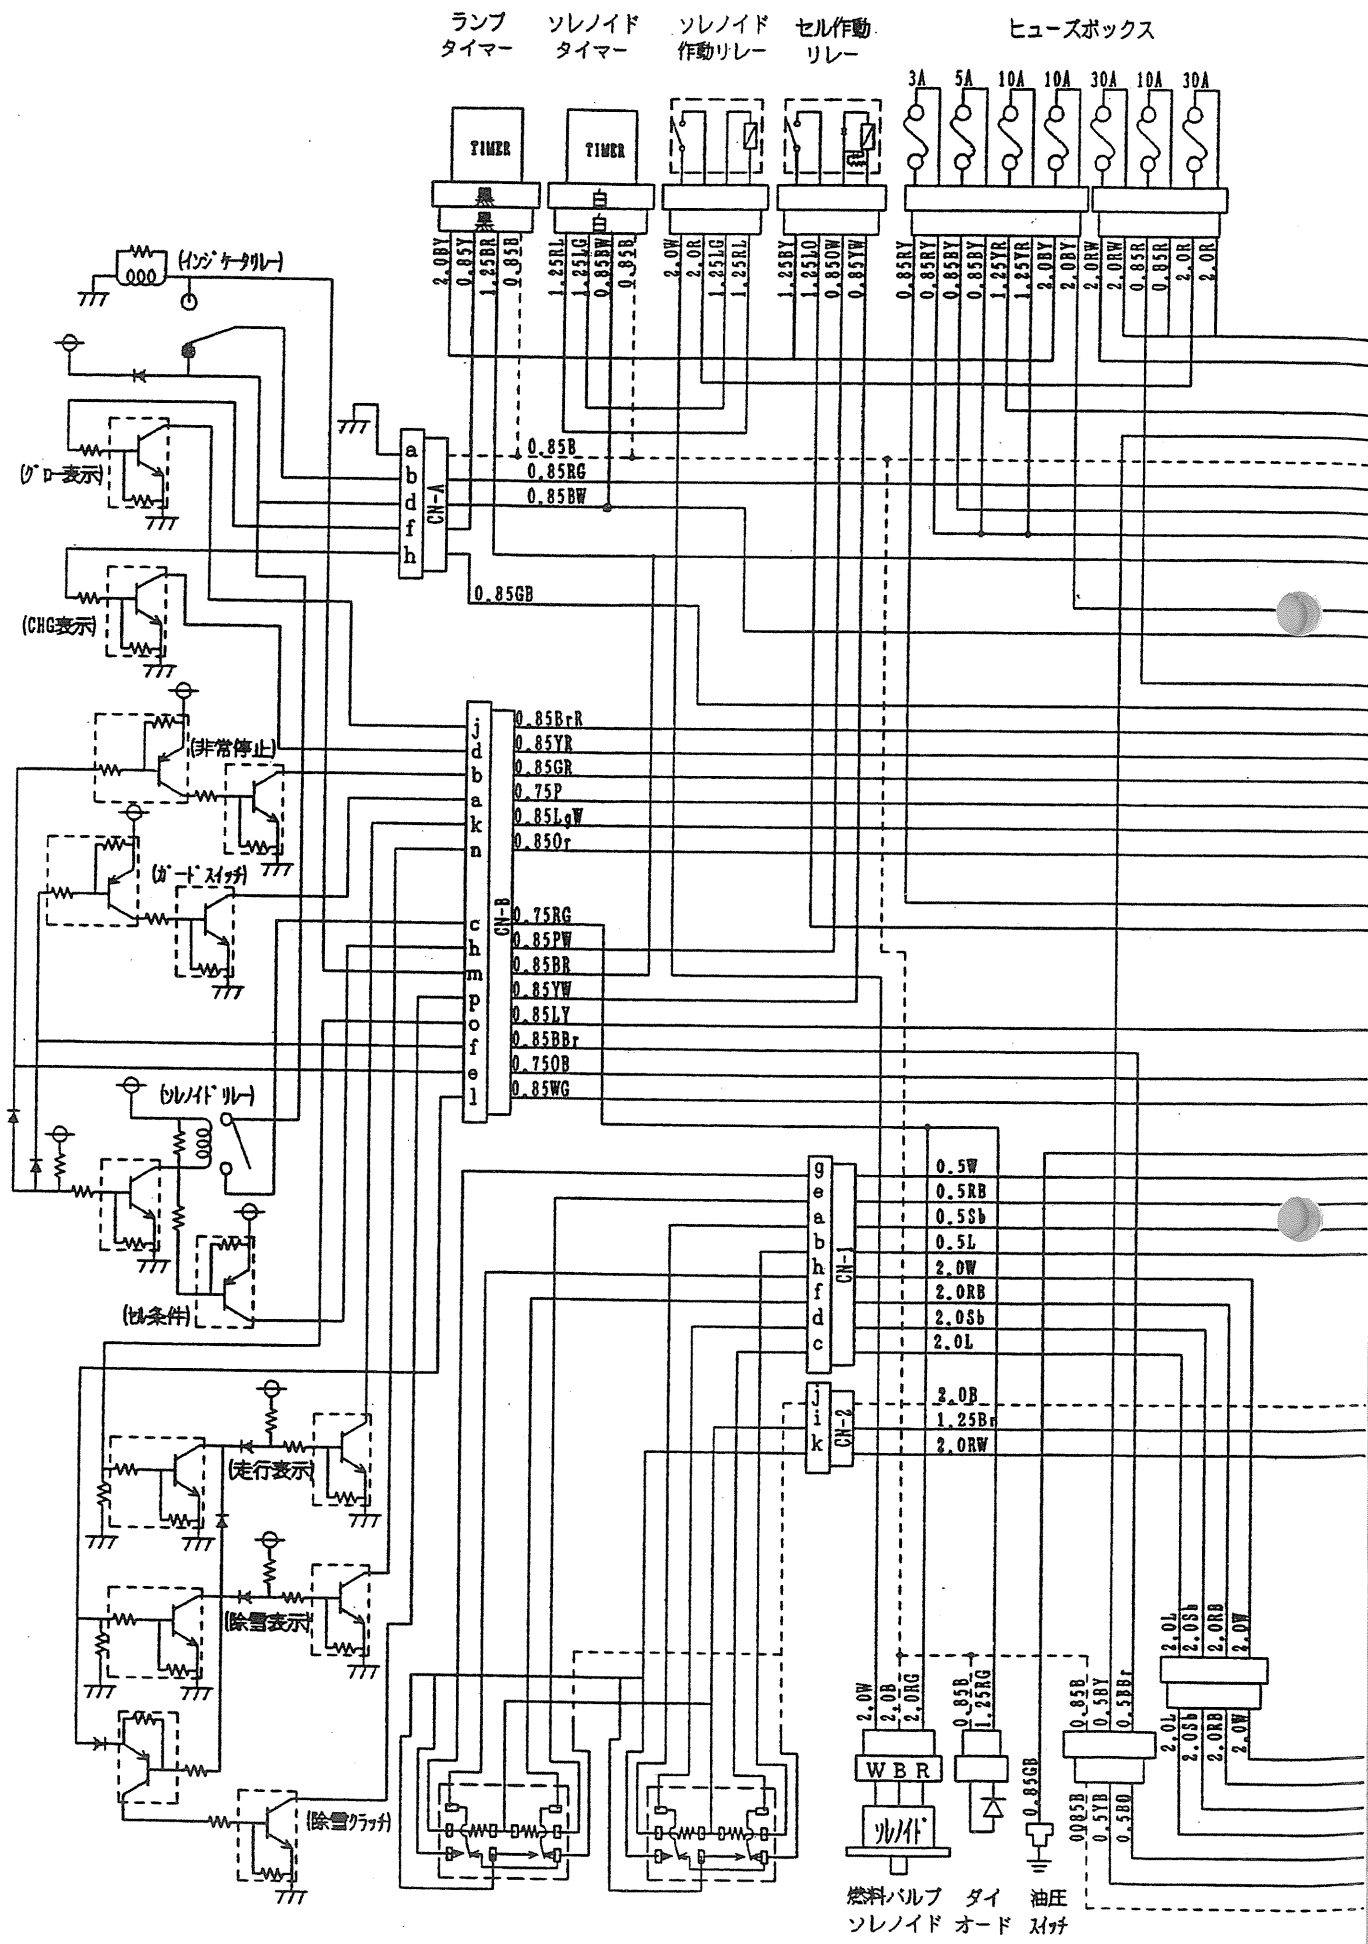 ランプ
タイマー
ソレノイド
タイマー
ソレノイド
作動リレー
セル作動
リレー
ヒューズボックス
3A
5A
10A
10A
30A
10A
30A
TIMER
TIMER
黒
黒
白
白
2.0BY
0.85Y
1.25BR
0.85B
1.25RL
1.25LG
0.85BW
0.85B
2.0W
2.0R
1.25LG
1.25RL
1.25BY
1.25LO
0.85OW
0.85YW
0.85RY
0.85RY
0.85BY
0.85BY
1.25YR
1.25YR
2.0BY
2.0BY
2.0RW
2.0RW
0.85R
0.85R
2.0R
2.0R
(インジケータリレー)
(グロー表示)
(CHG表示)
a
b
d
f
h
CN-A
0.85B
0.85RG
0.85BW
0.85GB
(非常停止)
(ガードスイッチ)
j
d
b
a
k
n
c
h
m
p
o
f
e
l
CN-B
0.85BrR
0.85YR
0.85GR
0.75P
0.85LgW
0.85Or
0.75RG
0.85PW
0.85BR
0.85YW
0.85LY
0.85BBr
0.75OB
0.85WG
(ソレノイドリレー)
(セル条件)
g
e
a
b
h
f
d
c
CN-1
0.5W
0.5RB
0.5Sb
0.5L
2.0W
2.0RB
2.0Sb
2.0L
j
i
k
CN-2
2.0B
1.25Br
2.0RW
(走行表示)
(除雪表示)
(除雪クラッチ)
2.0W
2.0B
2.0RG
0.85B
1.25RG
0.85GB
0.85B
0.5BY
0.5BBr
2.0L
2.0Sb
2.0RB
2.0W
2.0L
2.0Sb
2.0RB
2.0W
0085B
0.5YB
0.5BO
W B R
ソレノイド
燃料バルブ
ソレノイド
ダイ
オード
油圧
スイッチ